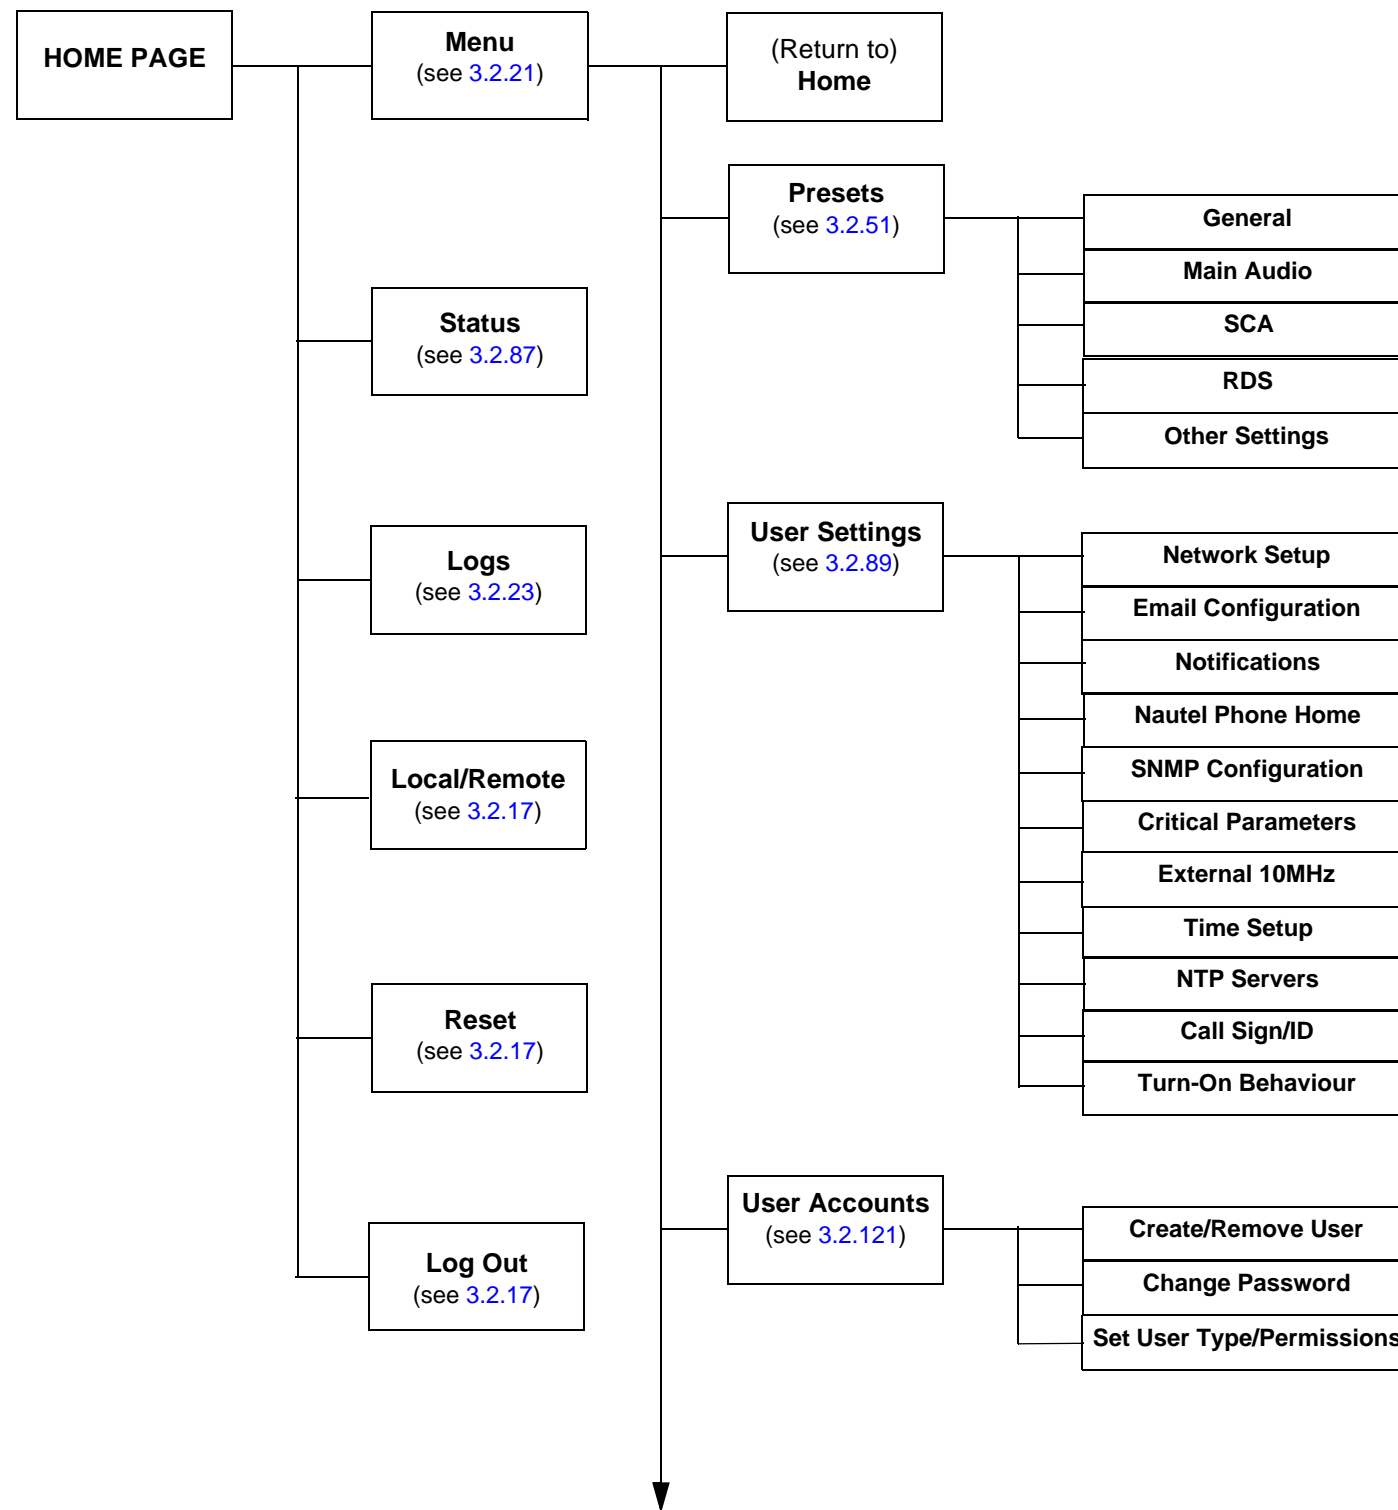 HOME PAGE
Menu
(see 3.2.21)
Status
(see 3.2.87)
Logs
(see 3.2.23)
Local/Remote
(see 3.2.17)
Reset
(see 3.2.17)
Log Out
(see 3.2.17)
(Return to)
Home
Presets
(see 3.2.51)
General
Main Audio
SCA
RDS
Other Settings
User Settings
(see 3.2.89)
Network Setup
Email Configuration
Notifications
Nautel Phone Home
SNMP Configuration
Critical Parameters
External 10MHz
Time Setup
NTP Servers
Call Sign/ID
Turn-On Behaviour
User Accounts
(see 3.2.121)
Create/Remove User
Change Password
Set User Type/Permissions